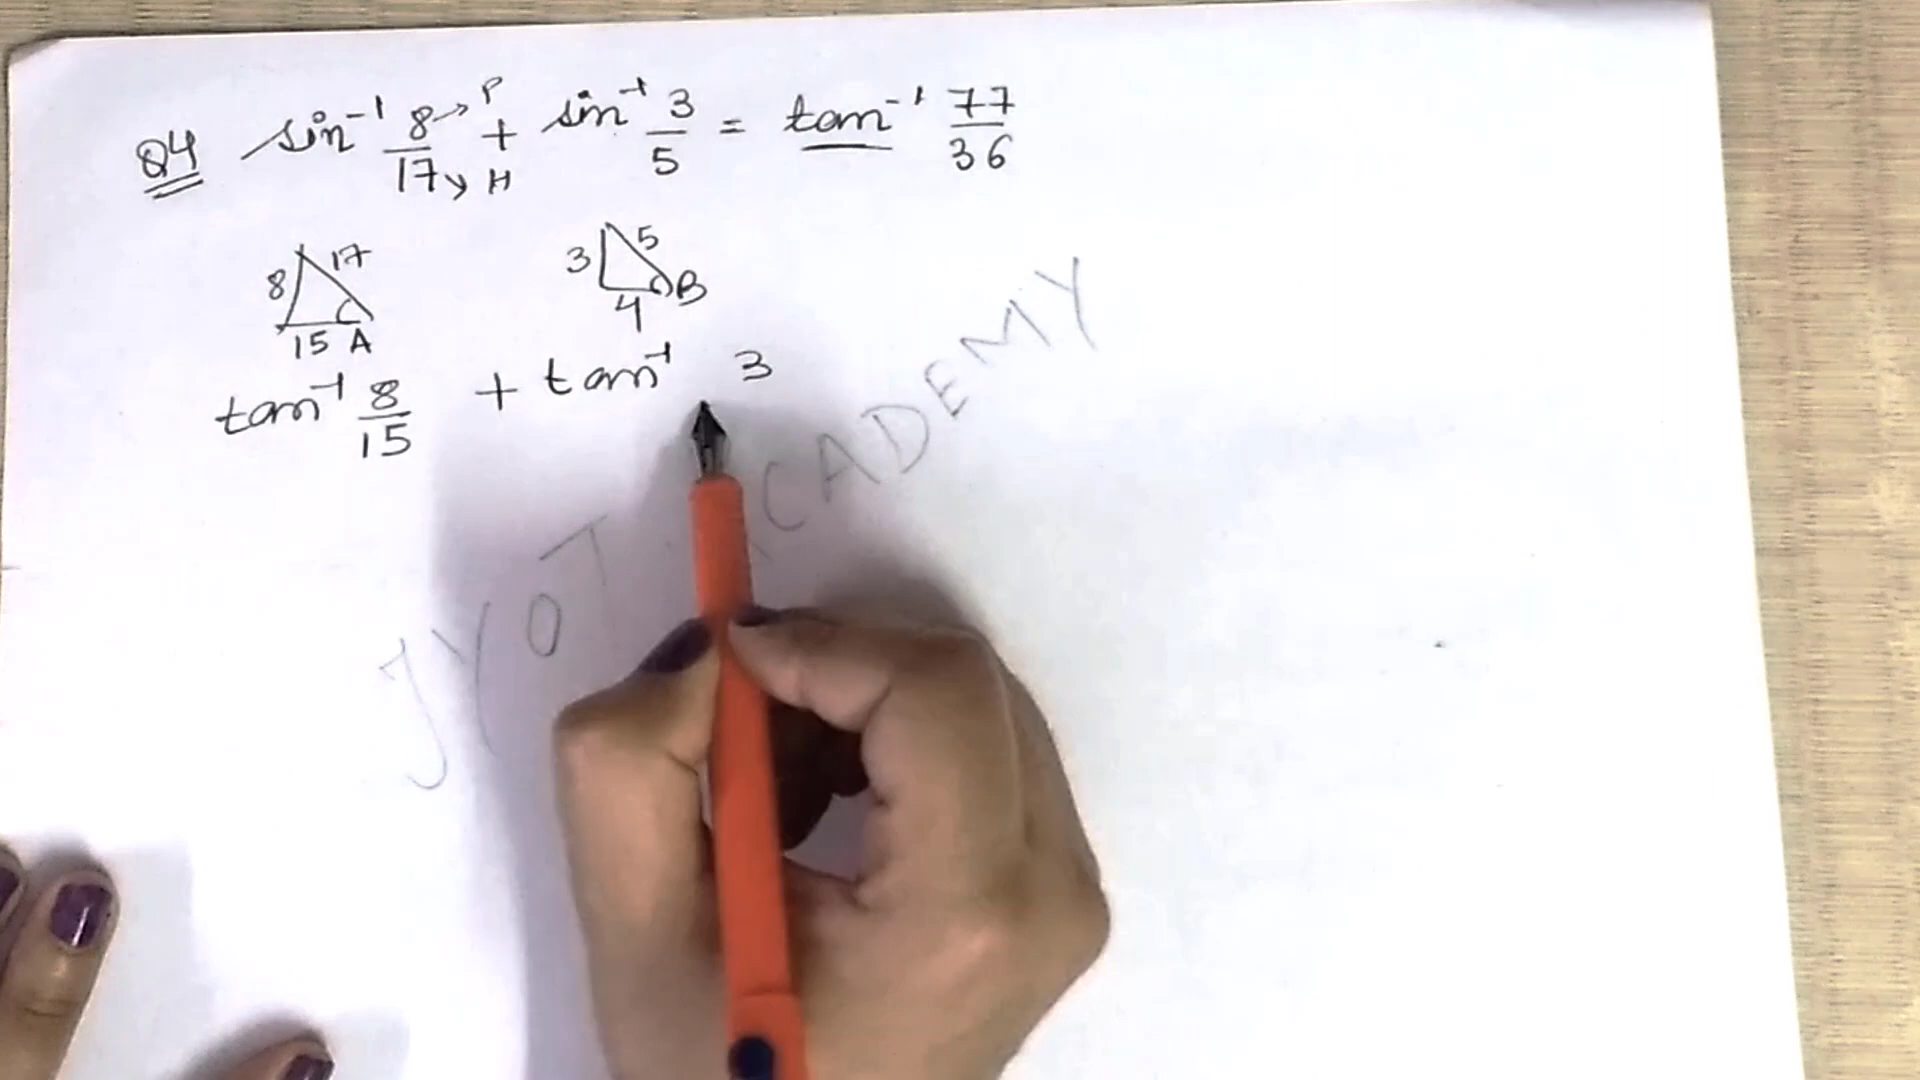 Q4 sin⁻¹ 8/17 + sin⁻¹ 3/5 = tan⁻¹ 77/36
P
H
8 17 15 A
3 5 4 B
tan⁻¹ 8/15 + tan⁻¹ 3
JYOT ACADEMY